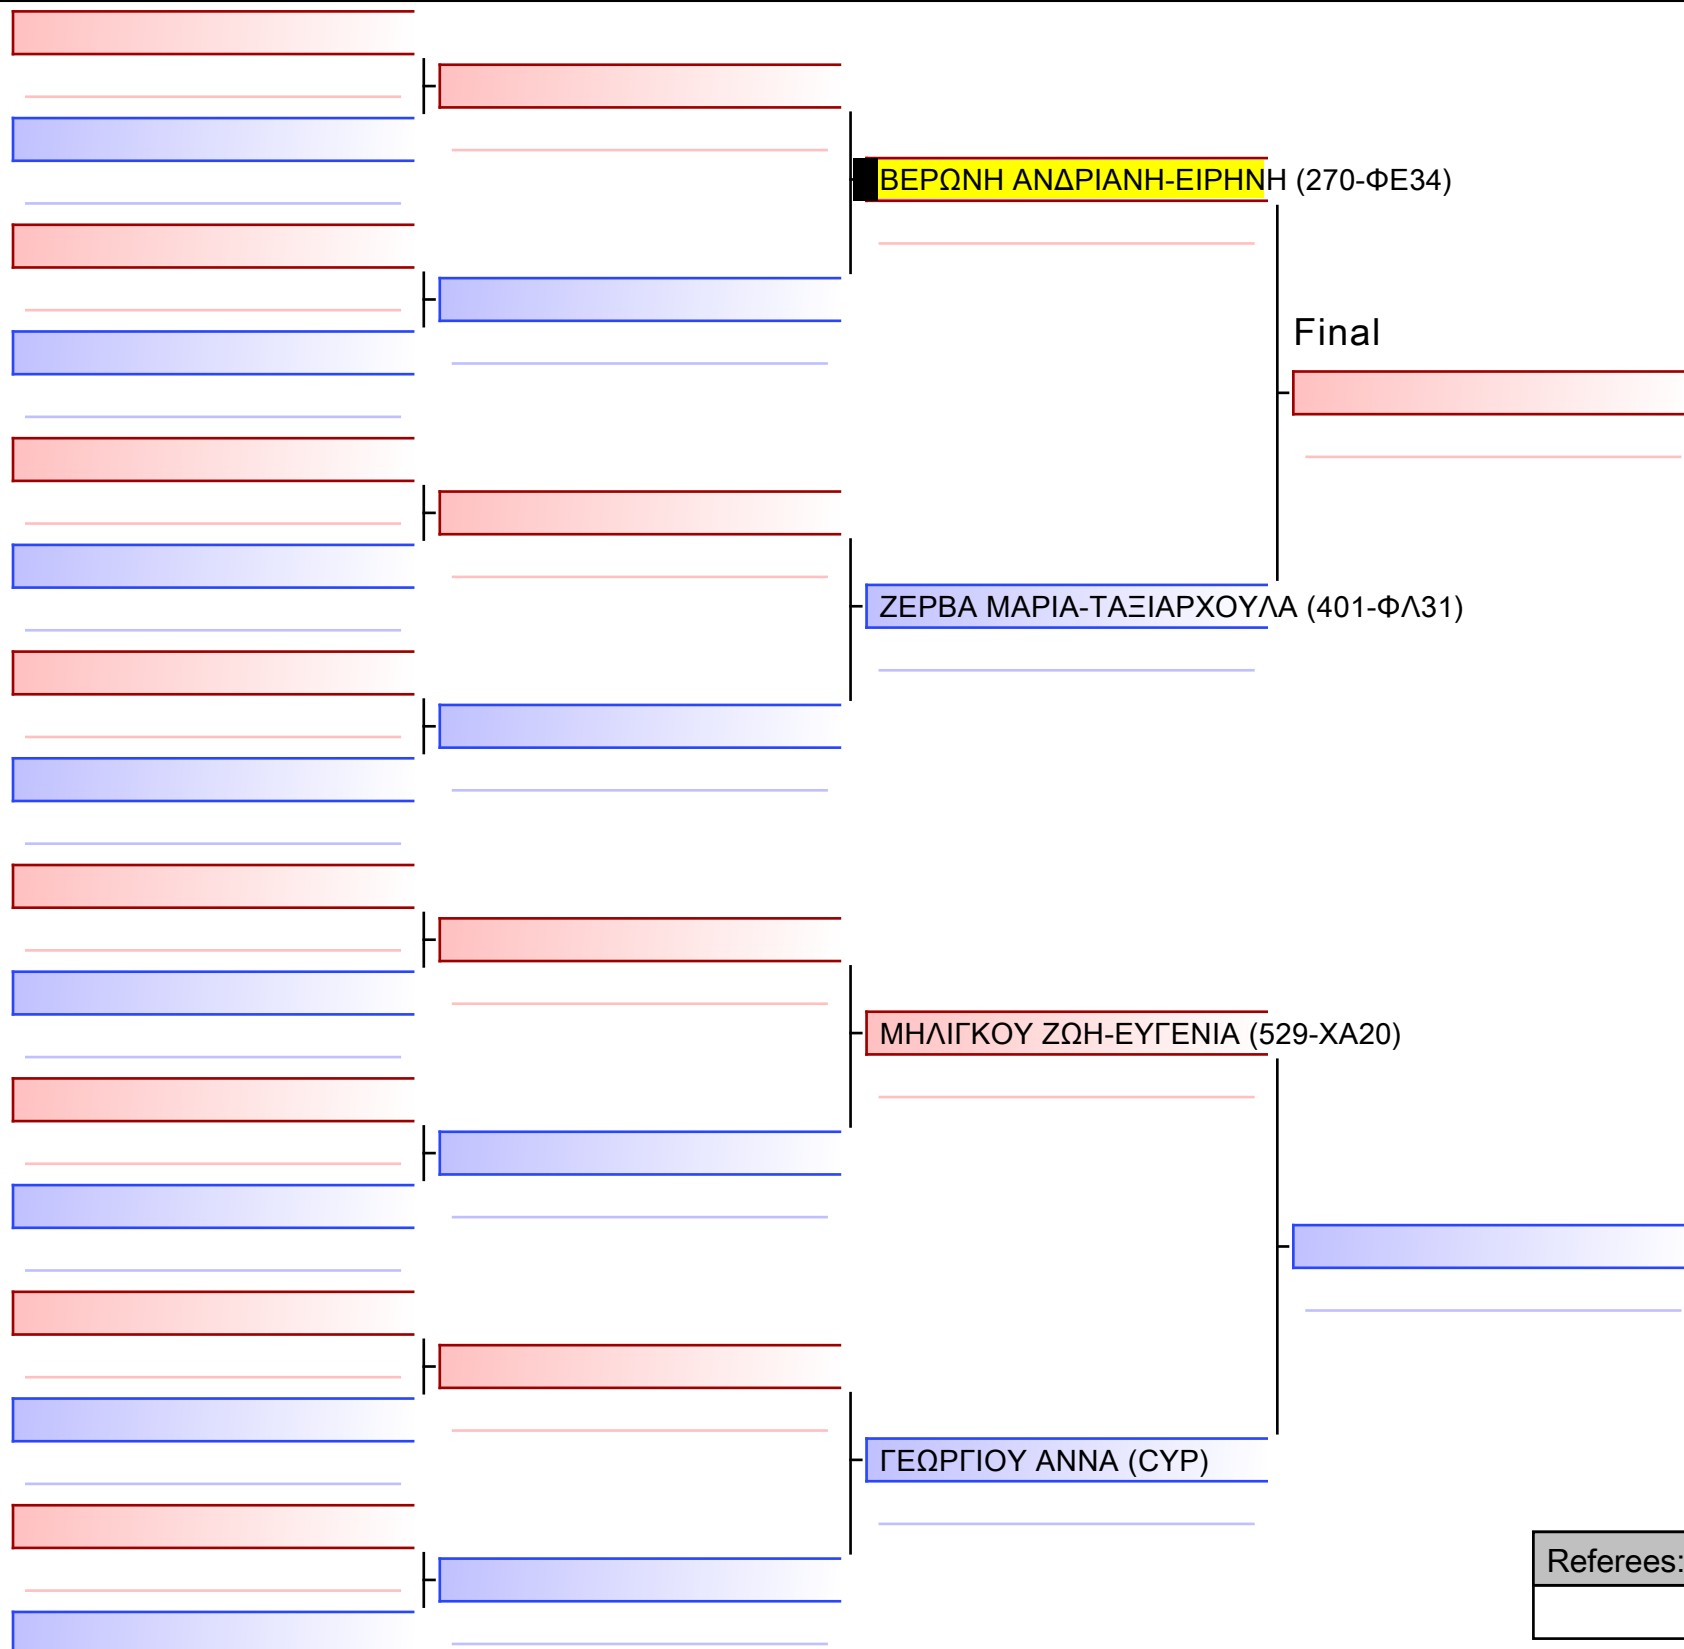 ΒΕΡΩΝΗ ΑΝΔΡΙΑΝΗ-ΕΙΡΗΝΗ (270-ΦΕ34)
Final
ΖΕΡΒΑ ΜΑΡΙΑ-ΤΑΞΙΑΡΧΟΥΛΑ (401-ΦΛ31)
ΜΗΛΙΓΚΟΥ ΖΩΗ-ΕΥΓΕΝΙΑ (529-ΧΑ20)
ΓΕΩΡΓΙΟΥ ΑΝΝΑ (CYP)
Referees: